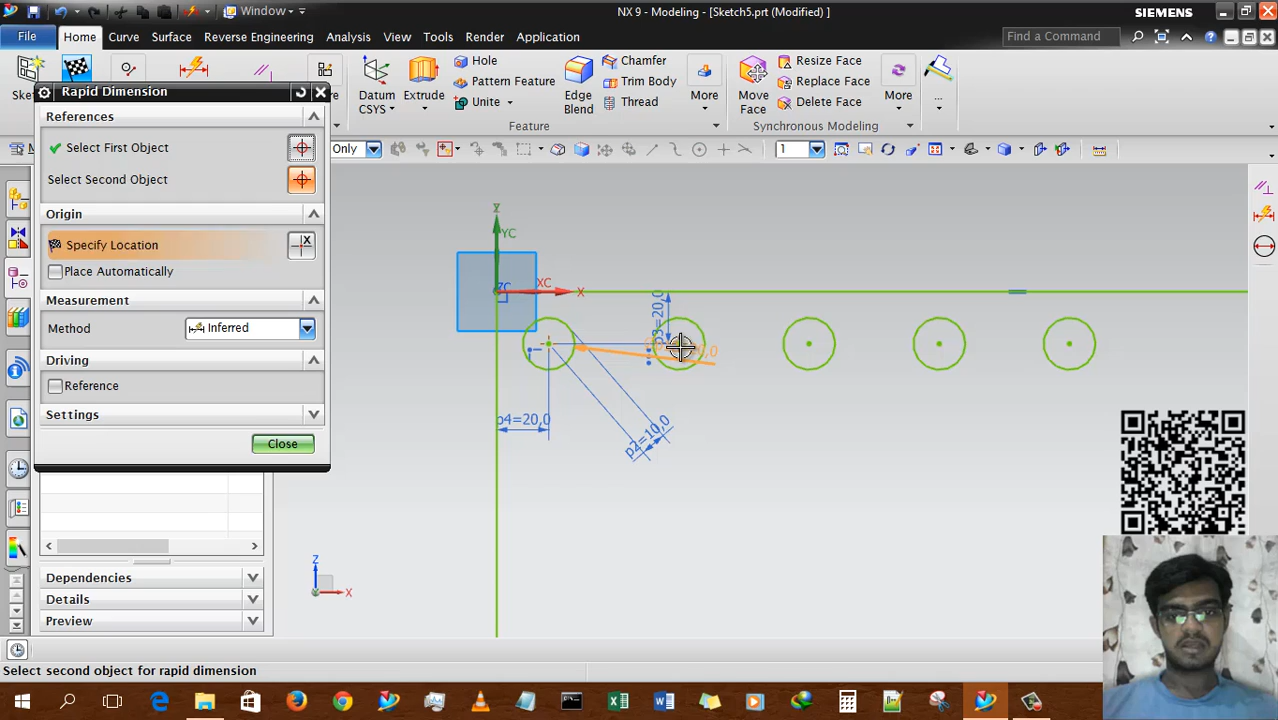 Window
NX 9 - Modeling - [Sketch5.prt (Modified) ]
SIEMENS
File
Home
Curve
Surface
Reverse Engineering
Analysis
View
Tools
Render
Application
Find a Command
Datum CSYS
Extrude
Hole
Pattern Feature
Unite
Edge Blend
Chamfer
Trim Body
Thread
More
Move Face
Resize Face
Replace Face
Delete Face
More
...
Feature
Synchronous Modeling
Rapid Dimension
References
Select First Object
Select Second Object
Origin
Specify Location
Place Automatically
Measurement
Method
Inferred
Driving
Reference
Settings
Close
Only
1
YC
XC
X
p3=20,0
p4=20,0
p2=10,0
Z
X
Dependencies
Details
Preview
Select second object for rapid dimension